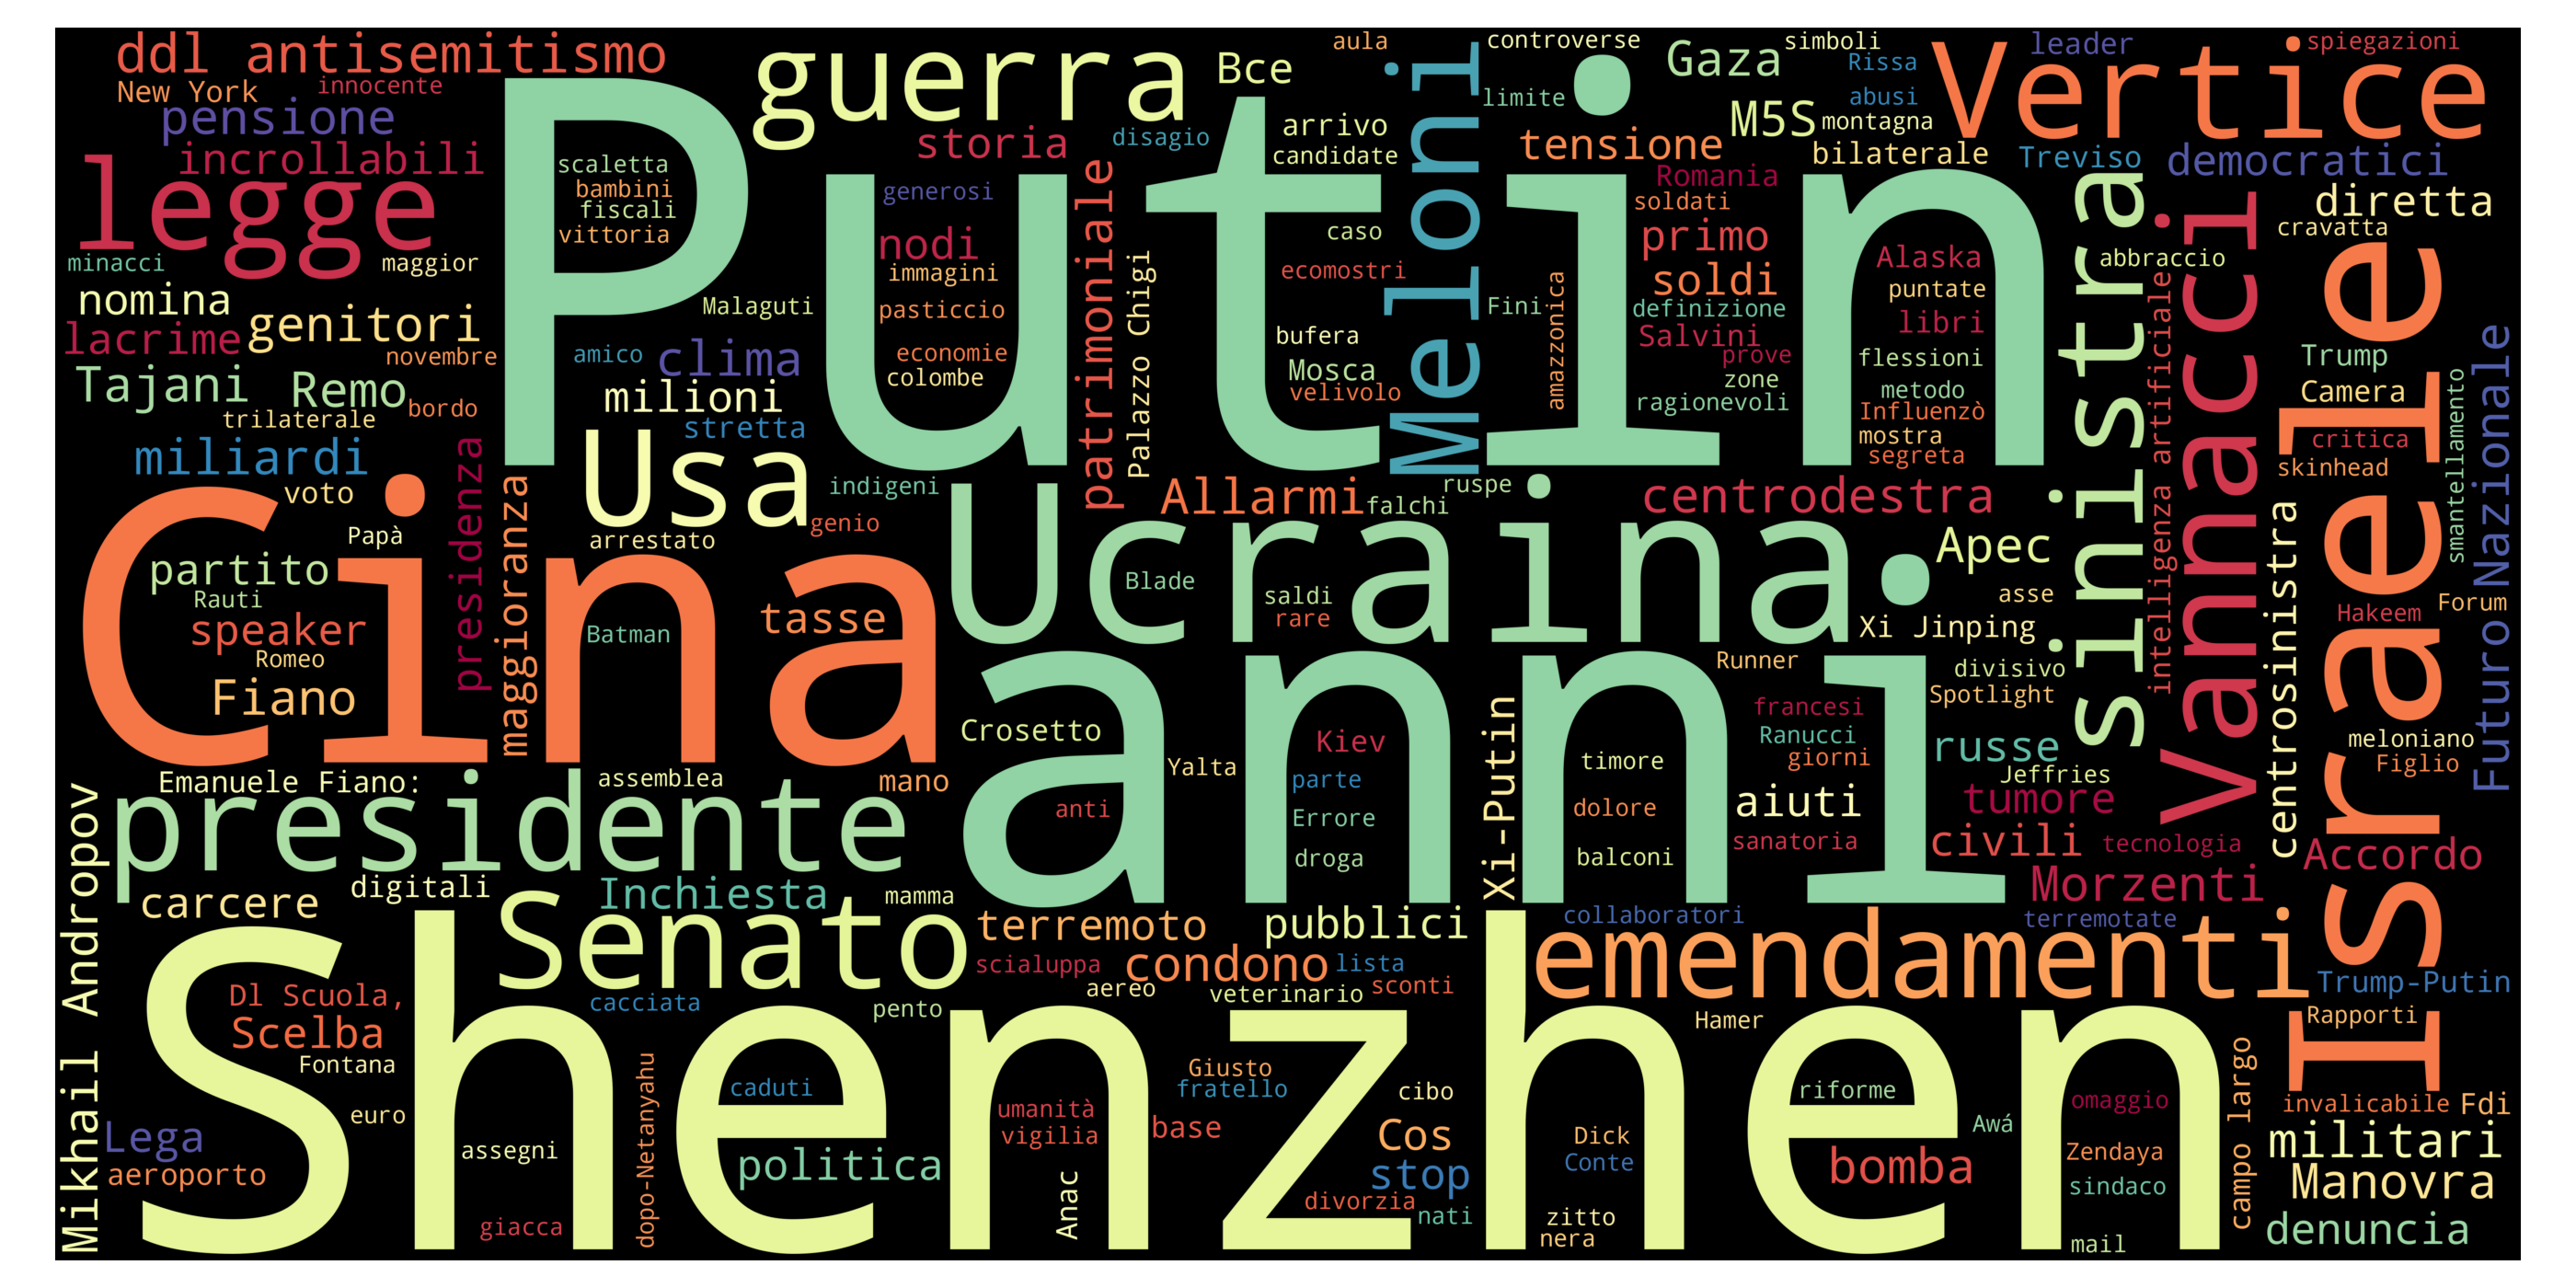 ddl antisemitismo
New York
innocente
pensione
incrollabili
legge
minacci
maggior
nomina
lacrime
genitori
novembre
Tajani
Remo
trilaterale
bordo
miliardi
voto
Putin
guerra
Bce
aula
controverse
simboli
leader
spiegazioni
Gaza
Rissa
Vertice
limite
M5S
abusi
montagna
storia
disagio
arrivo
candidate
tensione
bilaterale
Treviso
democratici
scaletta
bambini
fiscali
vittoria
generosi
nodi
immagini
pasticcio
Malaguti
amico
clima
economie
colombe
milioni
stretta
patrimoniale
Palazzo Chigi
caso
ecomostri
bufera
Mosca
velivolo
Meloni
Fini
amazzonica
Romania
soldati
primo
soldi
definizione
Salvini
prove
zone
ragionevoli
Alaska
puntate
libri
flessioni
metodo
Influenzò
mostra
segreta
sinistra
abbraccio
intelligenza artificiale
Vannacci
diretta
cravatta
Israele
Trump
Camera
critica
skinhead
smantellamento
Futuro Nazionale
Cina
Papà
partito
Rauti
speaker
Romeo
Fiano
presidenza
maggioranza
Usa
arrestato
indigeni
genio
Batman
tasse
Allarmi
falchi
ruspe
centrodestra
Ucraina
Blade
saldi
rare
Apec
Xi Jinping
asse
divisivo
Spotlight
Runner
centrosinistra
Hakeem
Forum
meloniano
Figlio
anni
Crosetto
Yalta
Kiev
parte
anti
Errore
droga
Xi-Putin
timore
dolore
balconi
francesi
Ranucci
giorni
russe
Jeffries
aiuti
tumore
sanatoria
civili
tecnologia
Accordo
Morzenti
Emanuele Fiano:
assemblea
mano
presidente
Mikhail Andropov
carcere
digitali
Inchiesta
mamma
Senato
terremoto
pubblici
collaboratori
terremotate
emendamenti
scialuppa
condono
lista
aereo
veterinario
sconti
Trump-Putin
Rapporti
Shenzhen
Dl Scuola,
Scelba
Fontana
euro
Lega
aeroporto
cacciata
pento
Hamer
assegni
giacca
dopo-Netanyahu
caduti
politica
umanità
vigilia
Anac
base
Giusto
fratello
cibo
Cos
stop
divorzia
nati
Dick
Conte
zitto
nera
riforme
bomba
Awá
omaggio
Zendaya
sindaco
mail
campo largo
invalicabile
Fdi
militari
Manovra
denuncia